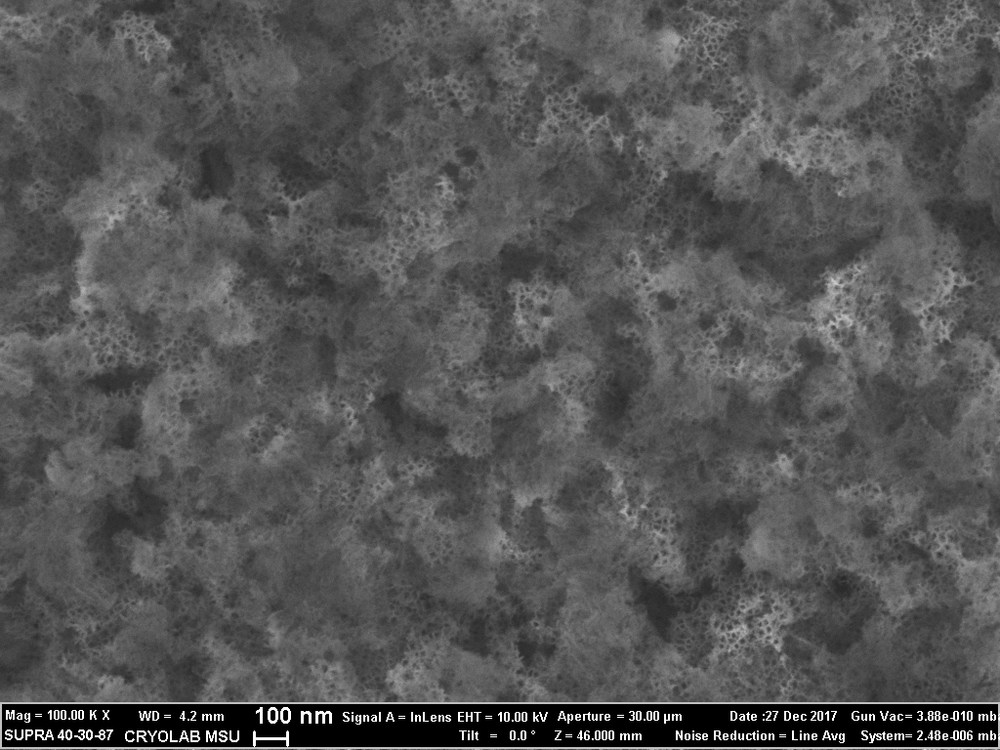 Mag = 100.00 K X WD = 4.2 mm 100 nm Signal A = InLens EHT = 10.00 kV Aperture = 30.00 µm Date :27 Dec 2017 Gun Vac= 3.88e-010 mb
SUPRA 40-30-87 CRYOLAB MSU Tilt = 0.0 ° Z = 46.000 mm Noise Reduction = Line Avg System= 2.48e-006 mb